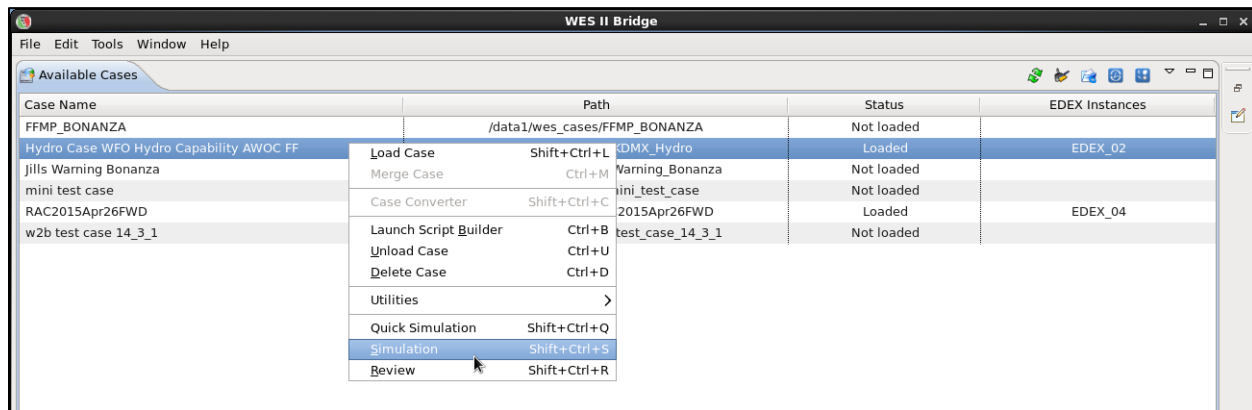 WES II Bridge
File Edit Tools Window Help
Available Cases
Case Name Path Status EDEX Instances
FFMP_BONANZA /data1/wes_cases/FFMP_BONANZA Not loaded
Hydro Case WFO Hydro Capability AWOC FF KDMX_Hydro Loaded EDEX_02
Jills Warning Bonanza Warning_Bonanza Not loaded
mini test case mini_test_case Not loaded
RAC2015Apr26FWD 2015Apr26FWD Loaded EDEX_04
w2b test case 14_3_1 test_case_14_3_1 Not loaded
Load Case Shift+Ctrl+L
Merge Case Ctrl+M
Case Converter Shift+Ctrl+C
Launch Script Builder Ctrl+B
Unload Case Ctrl+U
Delete Case Ctrl+D
Utilities
Quick Simulation Shift+Ctrl+Q
Simulation Shift+Ctrl+S
Review Shift+Ctrl+R